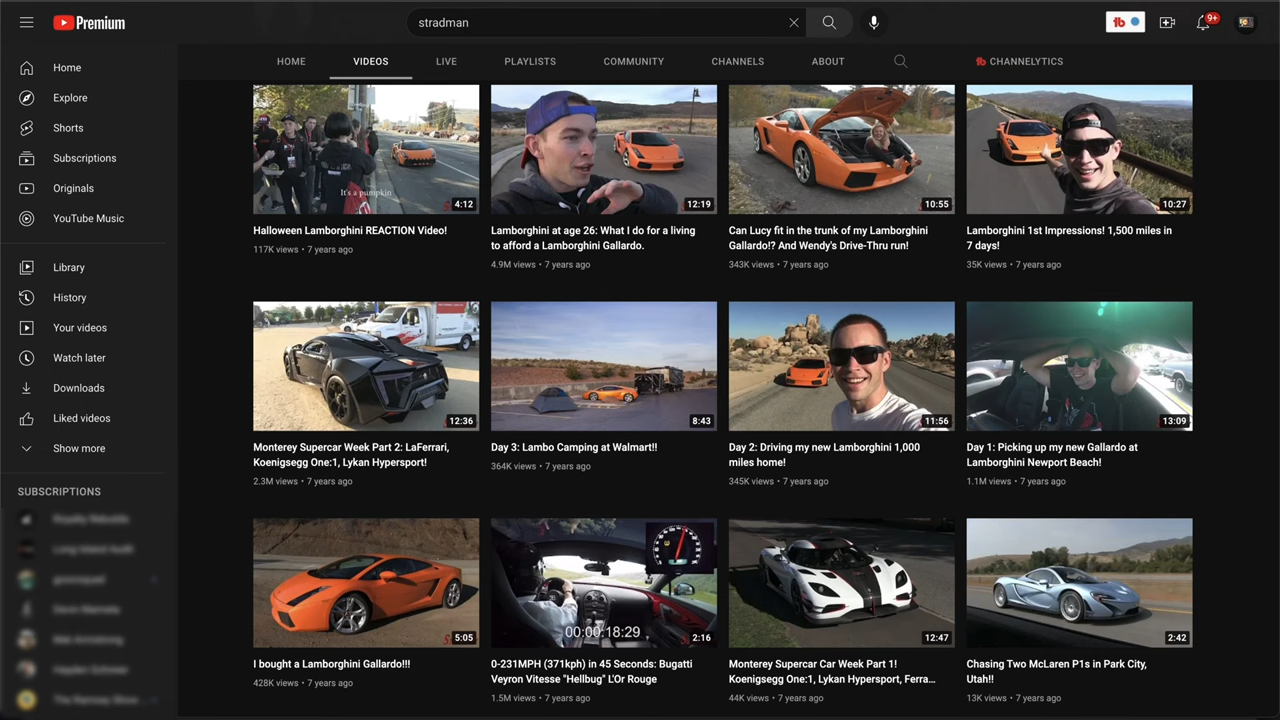 Premium
stradman
9+
HOME VIDEOS LIVE PLAYLISTS COMMUNITY CHANNELS ABOUT CHANNELYTICS
Home
Explore
Shorts
Subscriptions
Originals
YouTube Music
Library
History
Your videos
Watch later
Downloads
Liked videos
Show more
SUBSCRIPTIONS
It's a pumpkin
4:12
Halloween Lamborghini REACTION Video!
117K views • 7 years ago
12:19
Lamborghini at age 26: What I do for a living
to afford a Lamborghini Gallardo.
4.9M views • 7 years ago
10:55
Can Lucy fit in the trunk of my Lamborghini
Gallardo!? And Wendy's Drive-Thru run!
343K views • 7 years ago
10:27
Lamborghini 1st Impressions! 1,500 miles in
7 days!
35K views • 7 years ago
12:36
Monterey Supercar Week Part 2: LaFerrari,
Koenigsegg One:1, Lykan Hypersport!
2.3M views • 7 years ago
8:43
Day 3: Lambo Camping at Walmart!!
364K views • 7 years ago
11:56
Day 2: Driving my new Lamborghini 1,000
miles home!
345K views • 7 years ago
13:09
Day 1: Picking up my new Gallardo at
Lamborghini Newport Beach!
1.1M views • 7 years ago
5:05
I bought a Lamborghini Gallardo!!!
428K views • 7 years ago
00:00:18:29
2:16
0-231MPH (371kph) in 45 Seconds: Bugatti
Veyron Vitesse "Hellbug" L'Or Rouge
1.5M views • 7 years ago
12:47
Monterey Supercar Car Week Part 1!
Koenigsegg One:1, Lykan Hypersport, Ferra...
44K views • 7 years ago
2:42
Chasing Two McLaren P1s in Park City,
Utah!!
13K views • 7 years ago